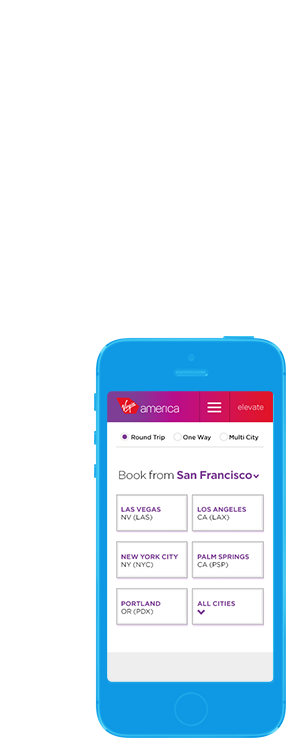 Virgin america elevate
Round Trip One Way Multi City
Book from San Francisco
LAS VEGAS
NV (LAS)
LOS ANGELES
CA (LAX)
NEW YORK CITY
NY (NYC)
PALM SPRINGS
CA (PSP)
PORTLAND
OR (PDX)
ALL CITIES